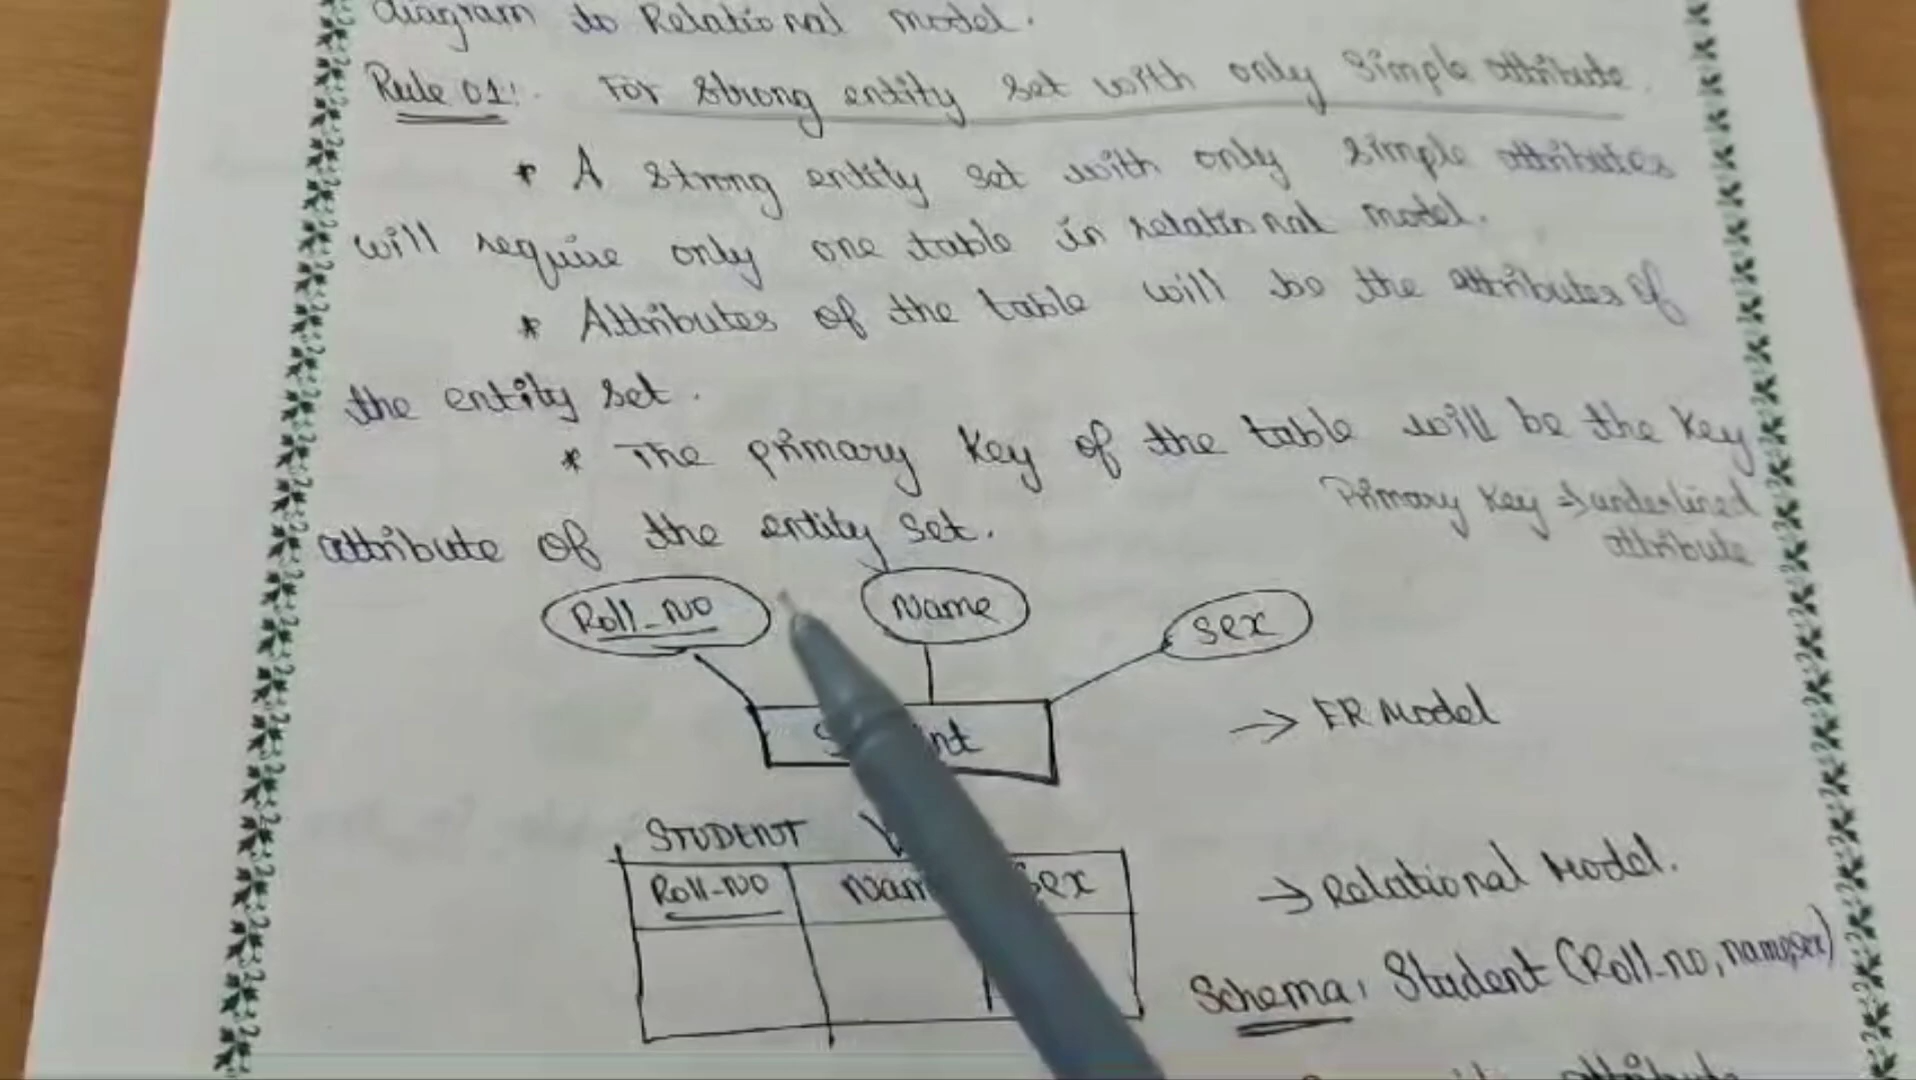 diagram to Relational model.
Rule 01:- For strong entity set with only simple attribute.
* A strong entity set with only simple attributes
will require only one table in relational model.
* Attributes of the table will be the attributes of
the entity set.
* The primary key of the table will be the key
attribute of the entity set.
Primary key => underlined
attribute
Roll_No Name Sex
→ ER Model
STUDENT
Roll-No Nam Sex
→ Relational Model.
Schema: Student (Roll-no, name, sex)
attribute